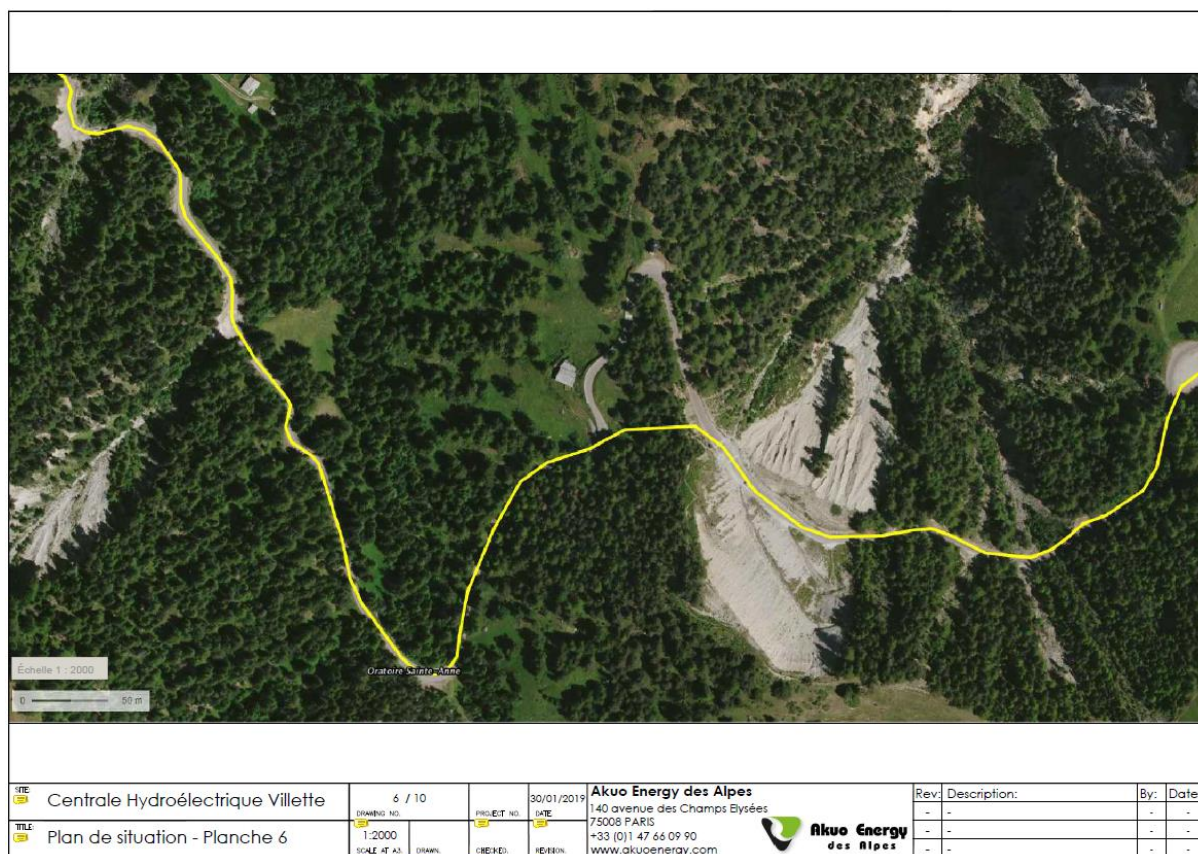 Oratoire Sainte-Anne
Échelle 1 : 2000
0 50 m
SITE:
Centrale Hydroélectrique Villette
6 / 10
DRAWING NO.
PROJECT NO.
30/01/2019
DATE
TITLE:
Plan de situation - Planche 6
1:2000
SCALE AT A3.
DRAWN.
CHECKED.
REVISION.
Akuo Energy des Alpes
140 avenue des Champs Elysées
75008 PARIS
+33 (0)1 47 66 09 90
www.akuoenergy.com
Akuo Energy
des Alpes
Rev: Description: By: Date
- - - -
- - - -
- - - -